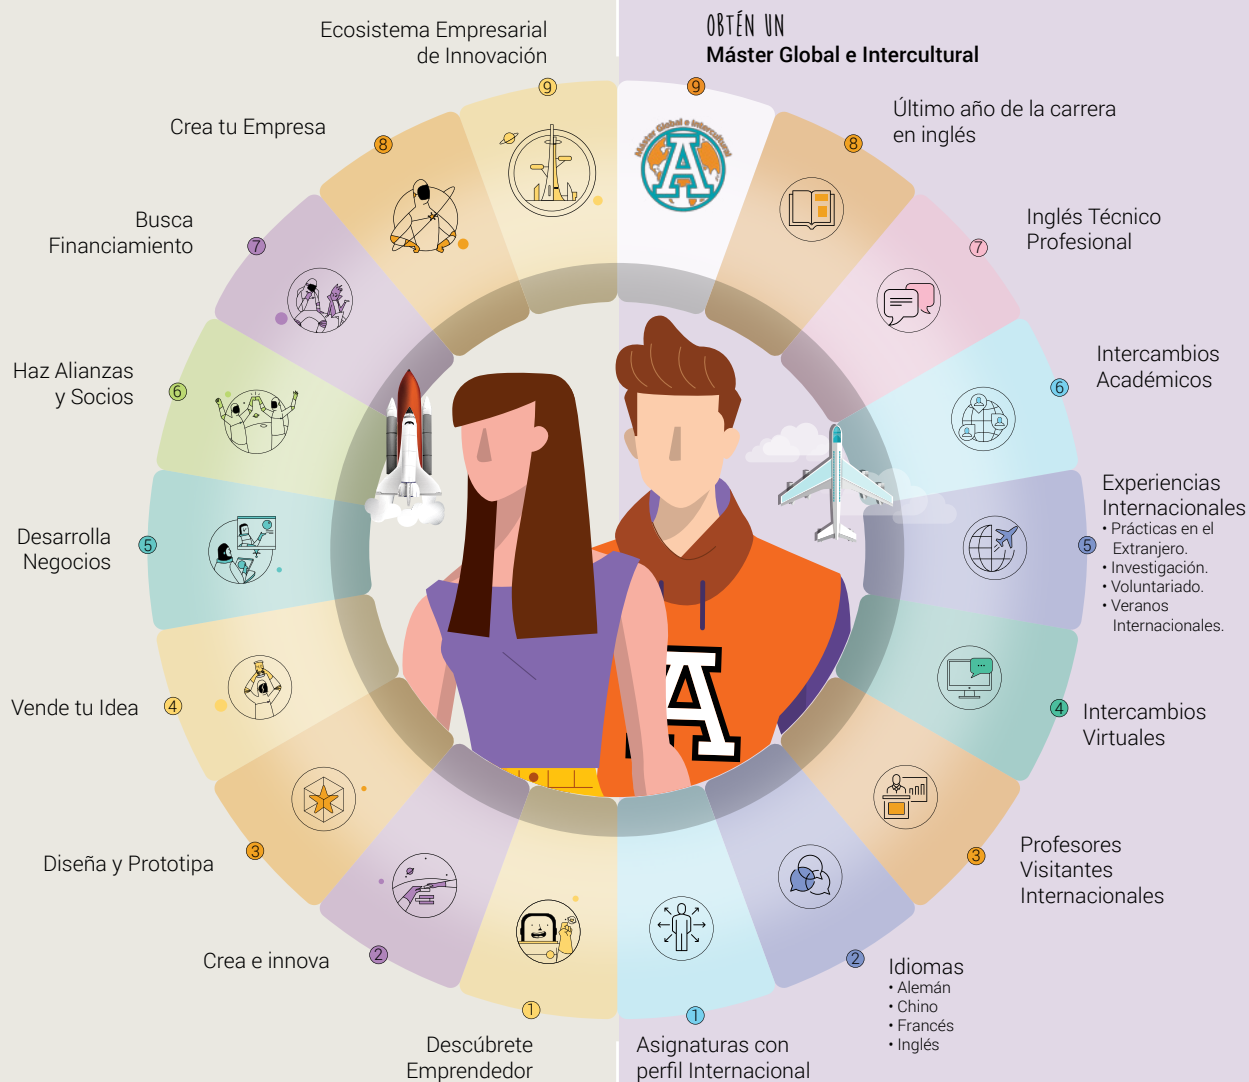 Ecosistema Empresarial
de Innovación
9
Crea tu Empresa
8
Busca
Financiamiento
7
Haz Alianzas
y Socios
6
Desarrolla
Negocios
5
Vende tu Idea
4
Diseña y Prototipa
3
Crea e innova
2
Descúbrete
Emprendedor
1
OBTÉN UN
Máster Global e Intercultural
9
Máster Global e Intercultural
A
Último año de la carrera
en inglés
8
Inglés Técnico
Profesional
7
Intercambios
Académicos
6
Experiencias
Internacionales
• Prácticas en el
Extranjero.
• Investigación.
• Voluntariado.
• Veranos
Internacionales.
5
Intercambios
Virtuales
4
Profesores
Visitantes
Internacionales
3
Idiomas
• Alemán
• Chino
• Francés
• Inglés
2
Asignaturas con
perfil Internacional
1
A